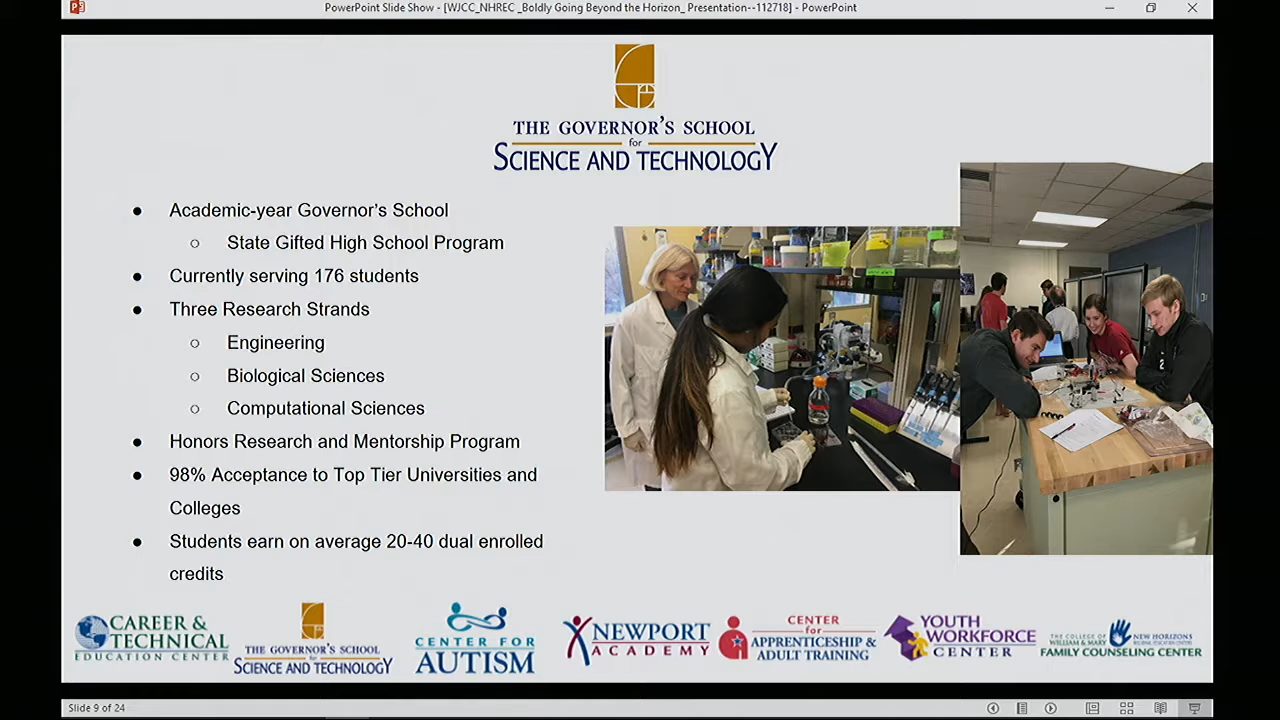 PowerPoint Slide Show - [WJCC_NHREC _Boldly Going Beyond the Horizon_ Presentation--112718] - PowerPoint
THE GOVERNOR'S SCHOOL
for
SCIENCE AND TECHNOLOGY
● Academic-year Governor's School
○ State Gifted High School Program
● Currently serving 176 students
● Three Research Strands
○ Engineering
○ Biological Sciences
○ Computational Sciences
● Honors Research and Mentorship Program
● 98% Acceptance to Top Tier Universities and
Colleges
● Students earn on average 20-40 dual enrolled
credits
CAREER &
TECHNICAL
EDUCATION CENTER
THE GOVERNOR'S SCHOOL
for
SCIENCE AND TECHNOLOGY
CENTER FOR
AUTISM
NEWPORT
ACADEMY
CENTER
for
APPRENTICESHIP &
ADULT TRAINING
YOUTH
WORKFORCE
CENTER
THE COLLEGE OF
WILLIAM & MARY
NEW HORIZONS
REGIONAL EDUCATION CENTERS
FAMILY COUNSELING CENTER
Slide 9 of 24